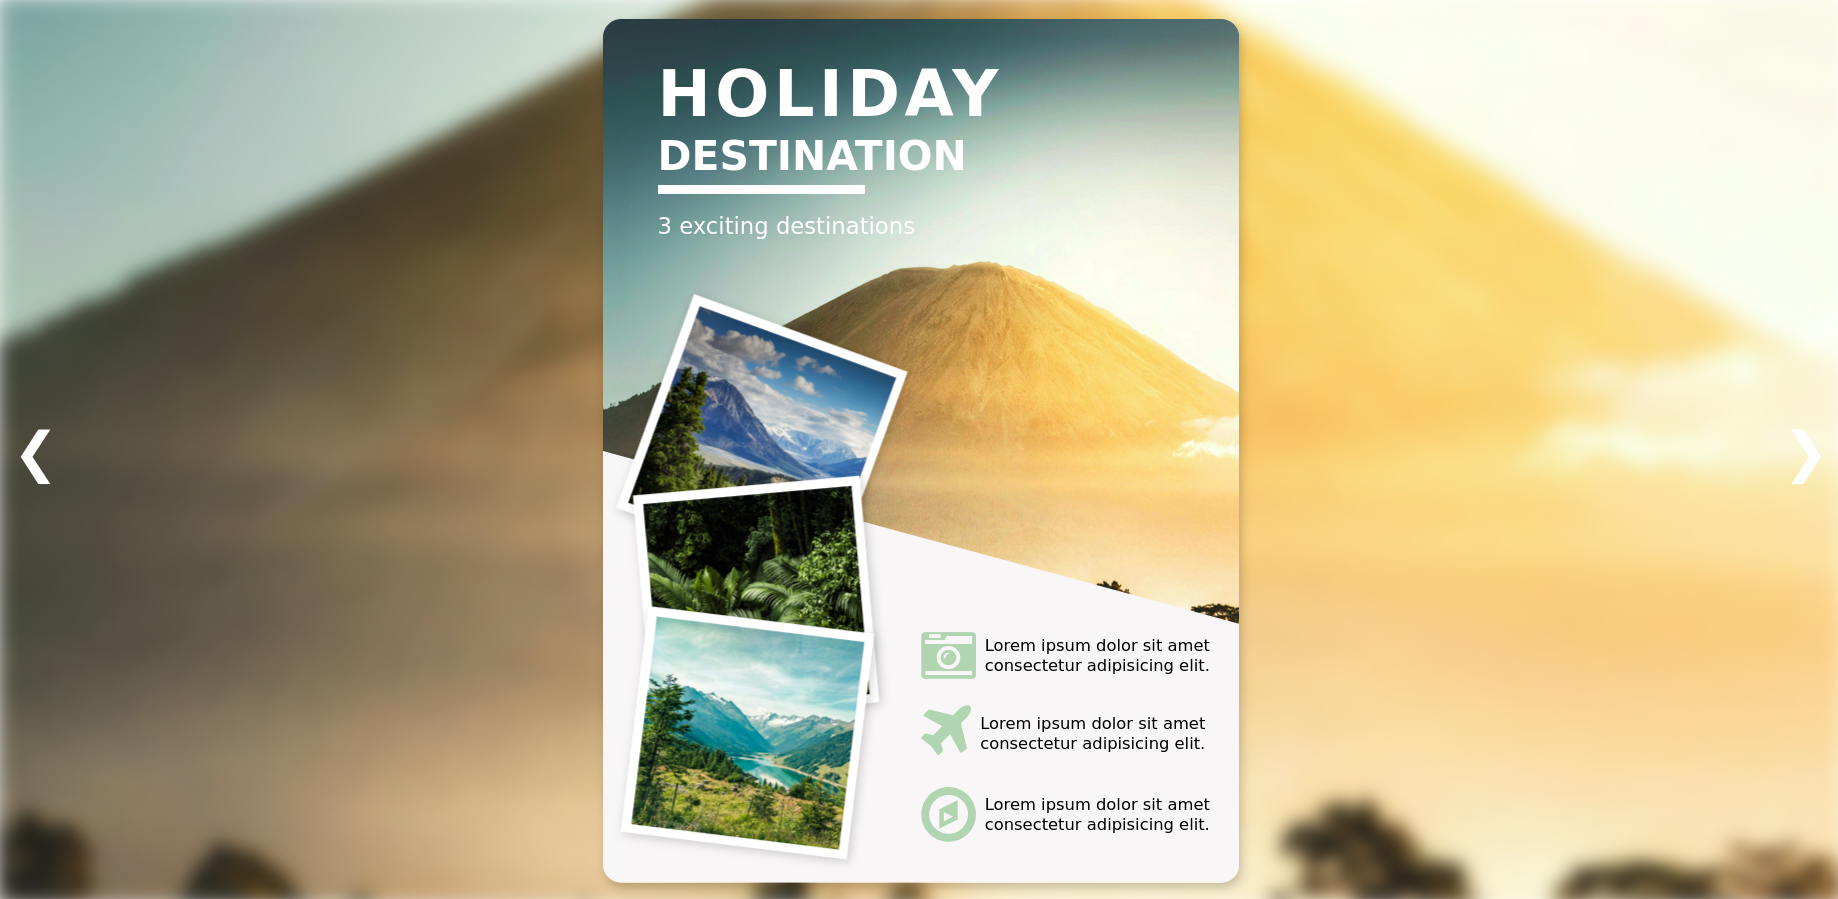 HOLIDAY
DESTINATION
3 exciting destinations
Lorem ipsum dolor sit amet
consectetur adipisicing elit.
Lorem ipsum dolor sit amet
consectetur adipisicing elit.
Lorem ipsum dolor sit amet
consectetur adipisicing elit.